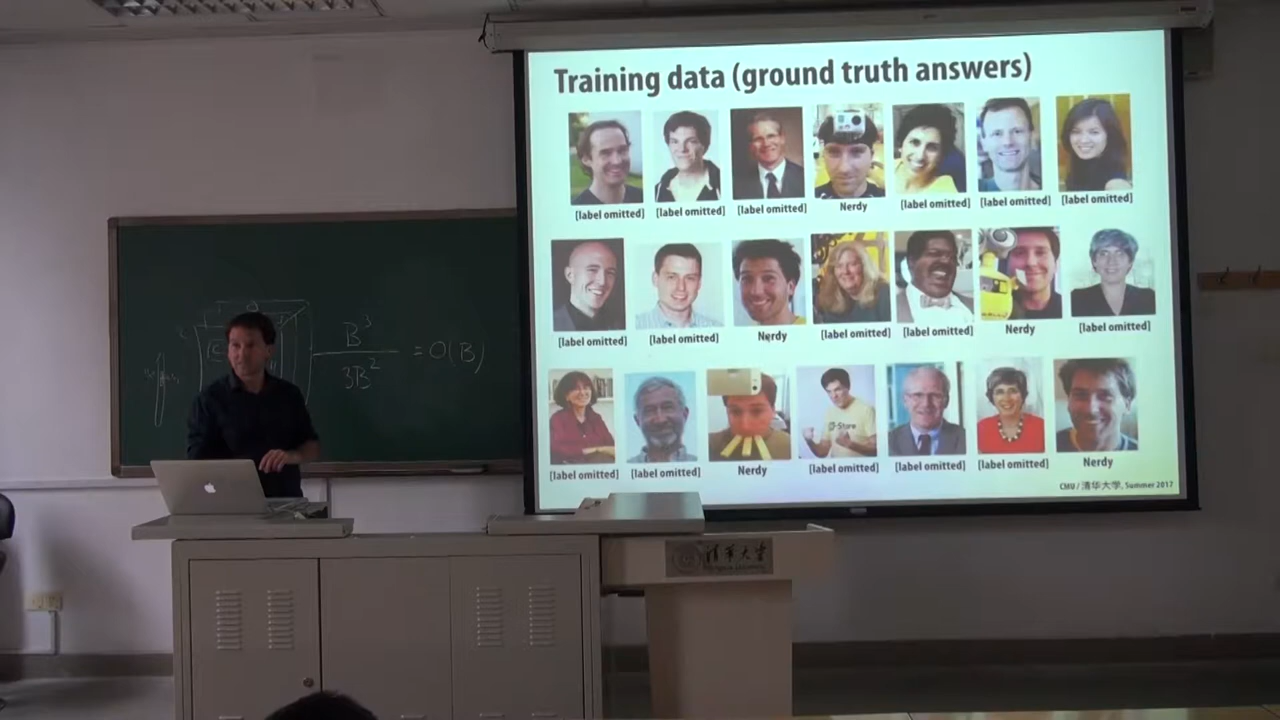 Training data (ground truth answers)
[label omitted] [label omitted] [label omitted] Nerdy [label omitted] [label omitted] [label omitted]
[label omitted] [label omitted] Nerdy [label omitted] [label omitted] Nerdy [label omitted]
[label omitted] [label omitted] Nerdy [label omitted] [label omitted] [label omitted] Nerdy
CMU / 清华大学, Summer 2017
B³
3B²
= O(B)
清华大学